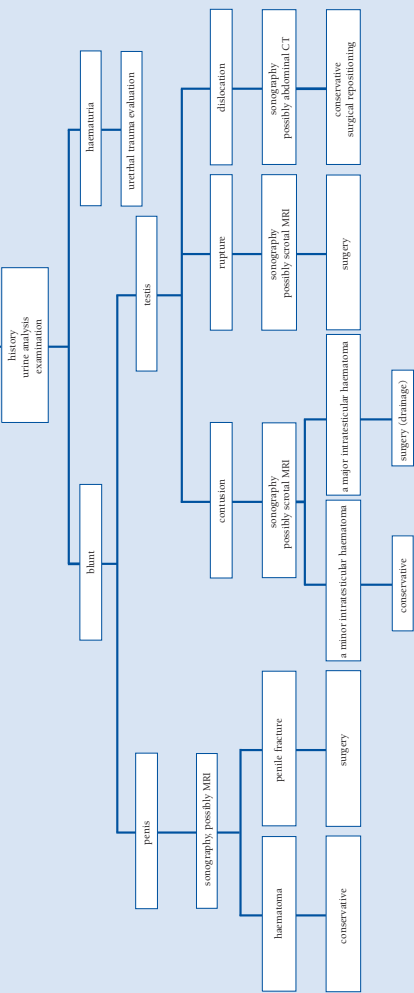 history
urine analysis
examination
blunt
haematuria
uretrhal trauma evaluation
penis
testis
sonography, possibly MRI
contusion
rupture
dislocation
haematoma
penile fracture
sonography
possibly scrotal MRI
sonography
possibly scrotal MRI
sonography
possibly abdominal CT
conservative
surgery
a minor intratesticular haematoma
a major intratesticular haematoma
surgery
conservative
surgical repositioning
conservative
surgery (drainage)